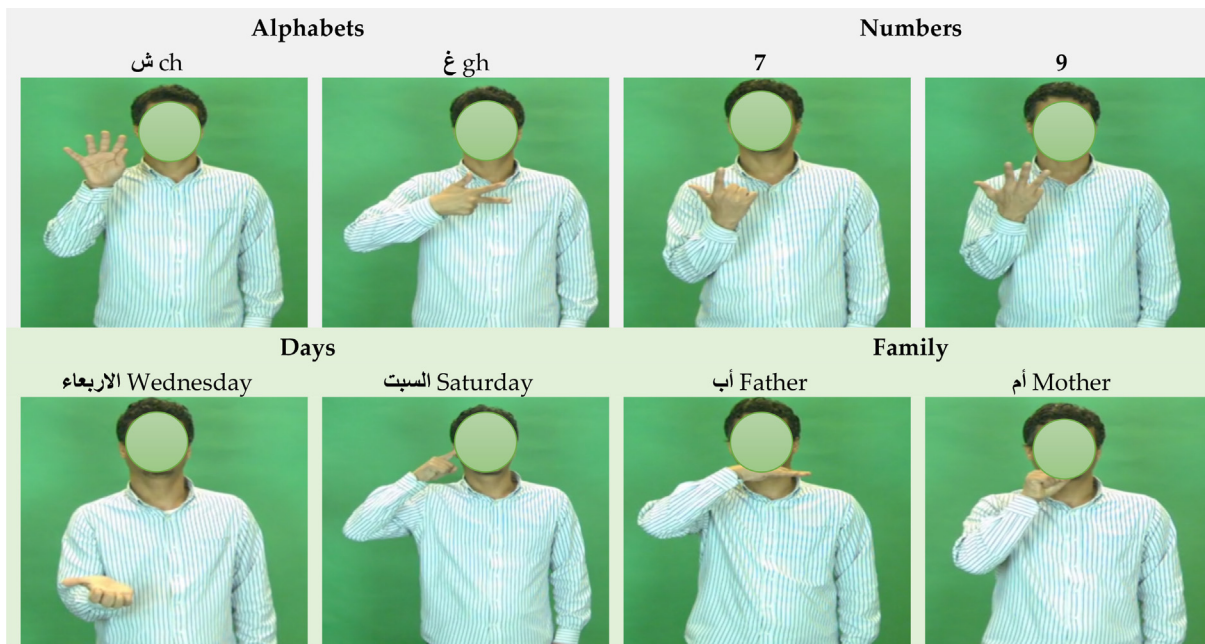 Alphabets
Numbers
ش ch
غ gh
7
9
Days
Family
الاربعاء Wednesday
السبت Saturday
أب Father
أم Mother